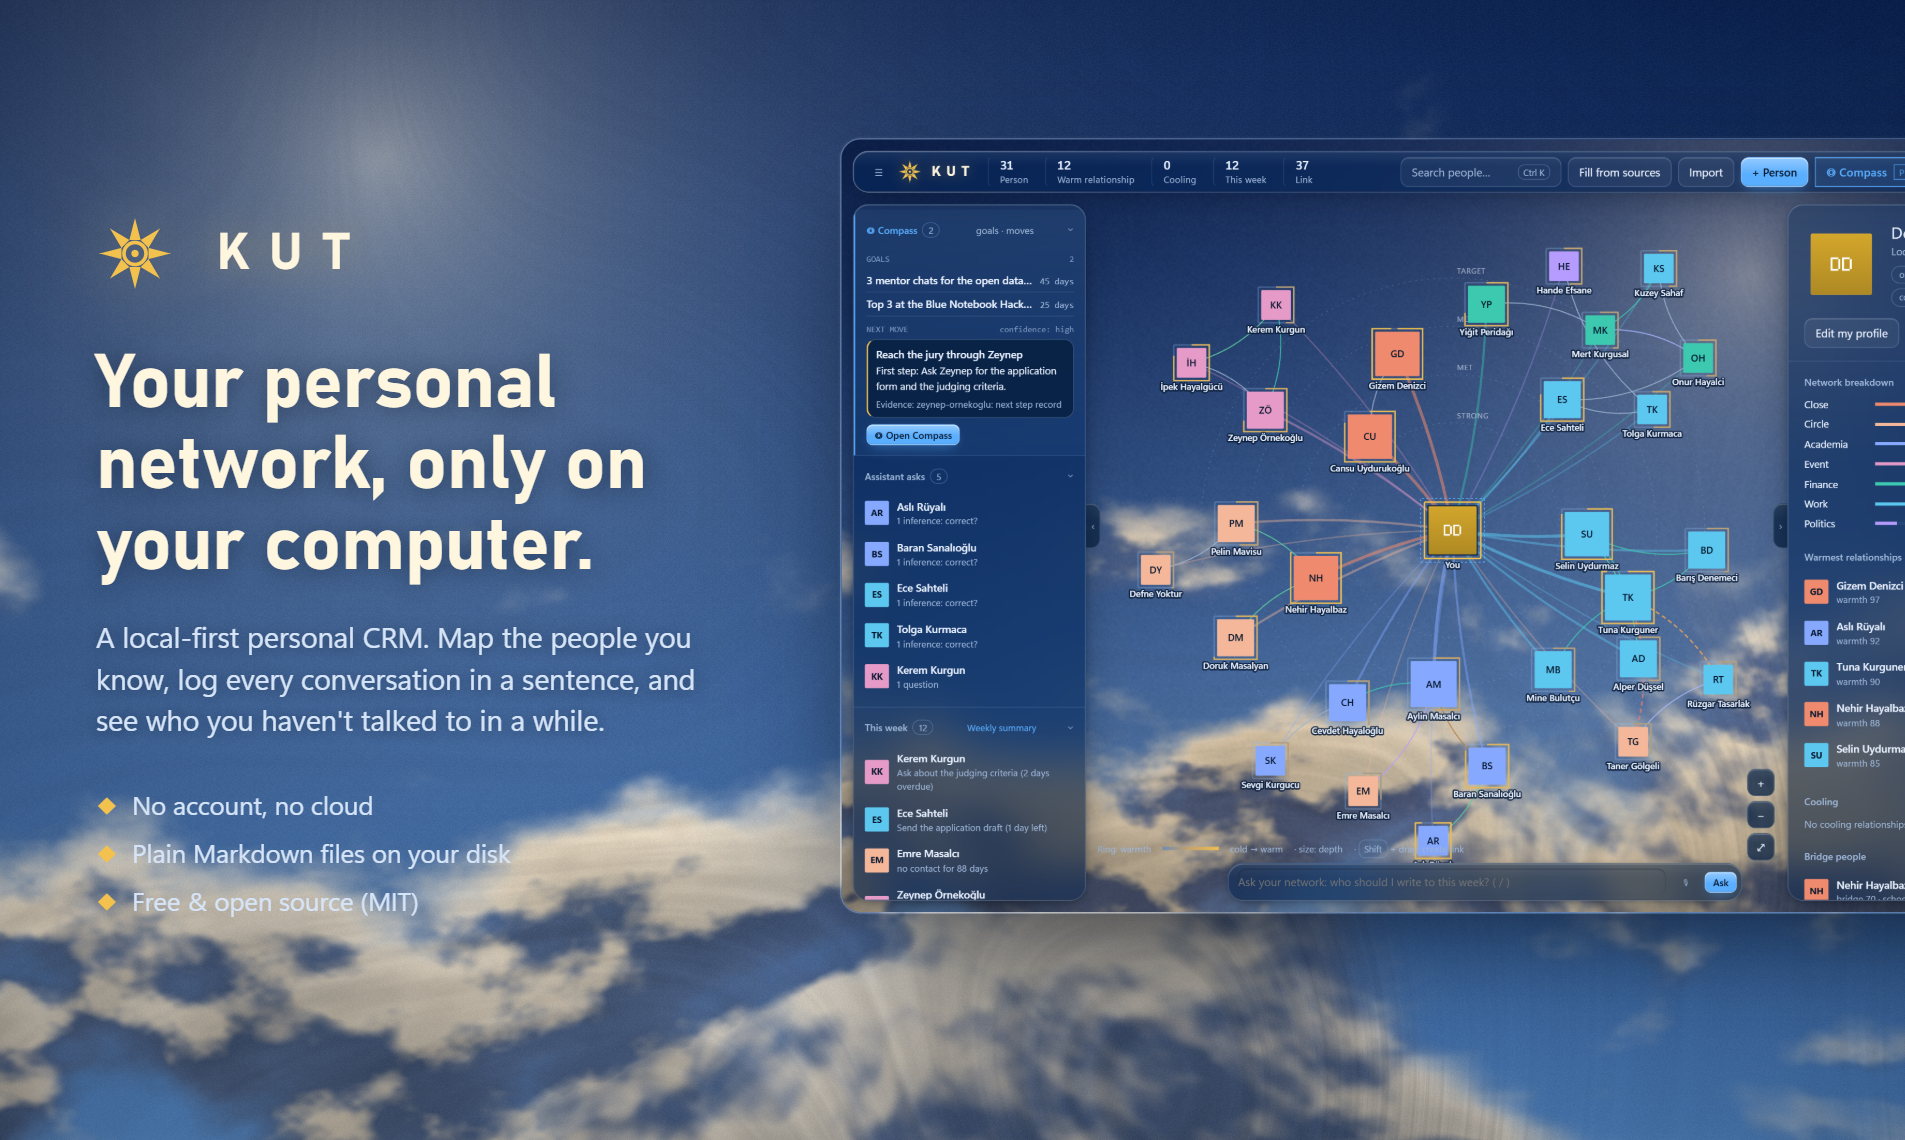 KUT
Your personal
network, only on
your computer.
A local-first personal CRM. Map the people you
know, log every conversation in a sentence, and
see who you haven't talked to in a while.
No account, no cloud
Plain Markdown files on your disk
Free & open source (MIT)
KUT
31
Person
12
Warm relationship
0
Cooling
12
This week
37
Link
Search people... Ctrl K
Fill from sources
Import
+ Person
Compass
Compass 2 goals · moves
GOALS 2
3 mentor chats for the open data... 45 days
Top 3 at the Blue Notebook Hack... 25 days
NEXT MOVE confidence: high
Reach the jury through Zeynep
First step: Ask Zeynep for the application
form and the judging criteria.
Evidence: zeynep-ornekoglu: next step record
Open Compass
Assistant asks 5
AR Aslı Rüyalı
1 inference: correct?
BS Baran Sanalıoğlu
1 inference: correct?
ES Ece Sahteli
1 inference: correct?
TK Tolga Kurmaca
1 inference: correct?
KK Kerem Kurgun
1 question
This week 12 Weekly summary
KK Kerem Kurgun
Ask about the judging criteria (2 days
overdue)
ES Ece Sahteli
Send the application draft (1 day left)
EM Emre Masalcı
no contact for 88 days
Zeynep Örnekoğlu
TARGET
MET
STRONG
HE
Hande Efsane
KS
Kuzey Sahaf
KK
Kerem Kurgun
YP
Yiğit Peridağı
MK
Mert Kurgusal
GD
Gizem Denizci
İH
İpek Hayalgücü
OH
Onur Hayalci
ZÖ
Zeynep Örnekoğlu
ES
Ece Sahteli
TK
Tolga Kurmaca
CU
Cansu Uydurukoğlu
PM
Pelin Mavisu
DD
You
SU
Selin Uydurmaz
BD
Barış Denemeci
DY
Defne Yoktur
NH
Nehir Hayalbaz
TK
Tuna Kurguner
DM
Doruk Masalyan
AD
Alper Düşsel
MB
Mine Bulutçu
RT
Rüzgar Tasarlak
AM
Aylin Masalcı
CH
Cevdet Hayaloğlu
TG
Taner Gölgeli
SK
Sevgi Kurgucu
BS
Baran Sanalıoğlu
EM
Emre Masalcı
AR
Ring: warmth cold → warm · size: depth · Shift
Ask your network: who should I write to this week? ( / ) Ask
+
−
DD
Edit my profile
Network breakdown
Close
Circle
Academia
Event
Finance
Work
Politics
Warmest relationships
GD Gizem Denizci
warmth 97
AR Aslı Rüyalı
warmth 92
TK Tuna Kurguner
warmth 90
NH Nehir Hayalbaz
warmth 88
SU Selin Uydurma
warmth 85
Cooling
No cooling relationships
Bridge people
NH Nehir Hayalbaz